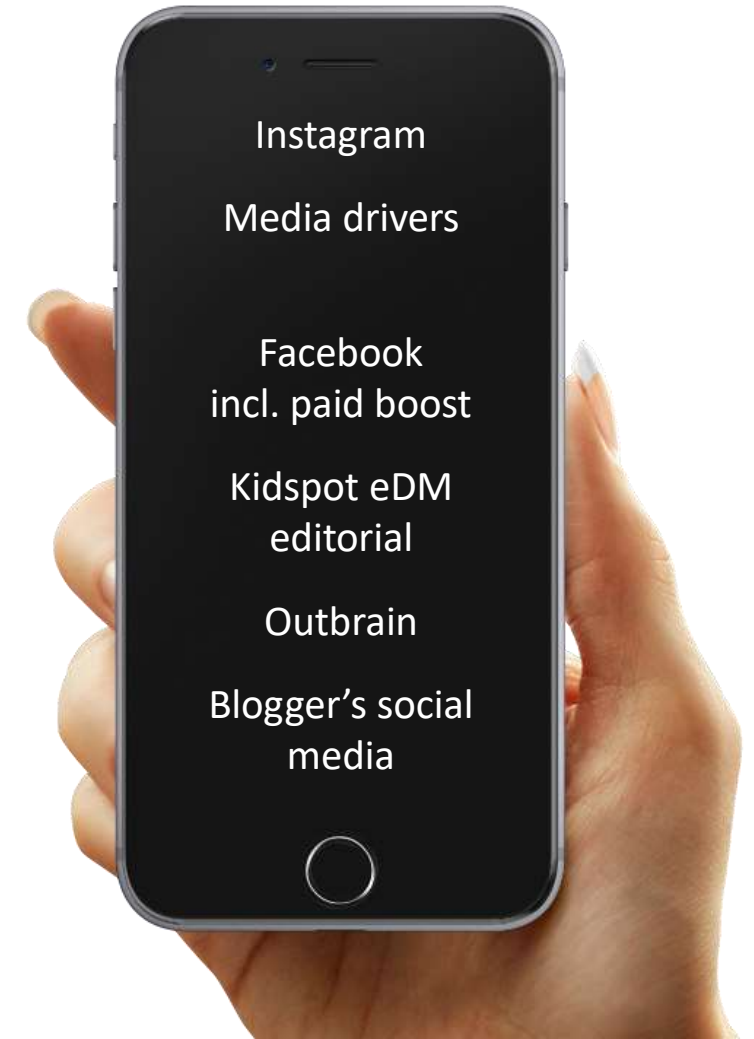 Instagram
Media drivers
Facebook
incl. paid boost
Kidspot eDM
editorial
Outbrain
Blogger’s social
media